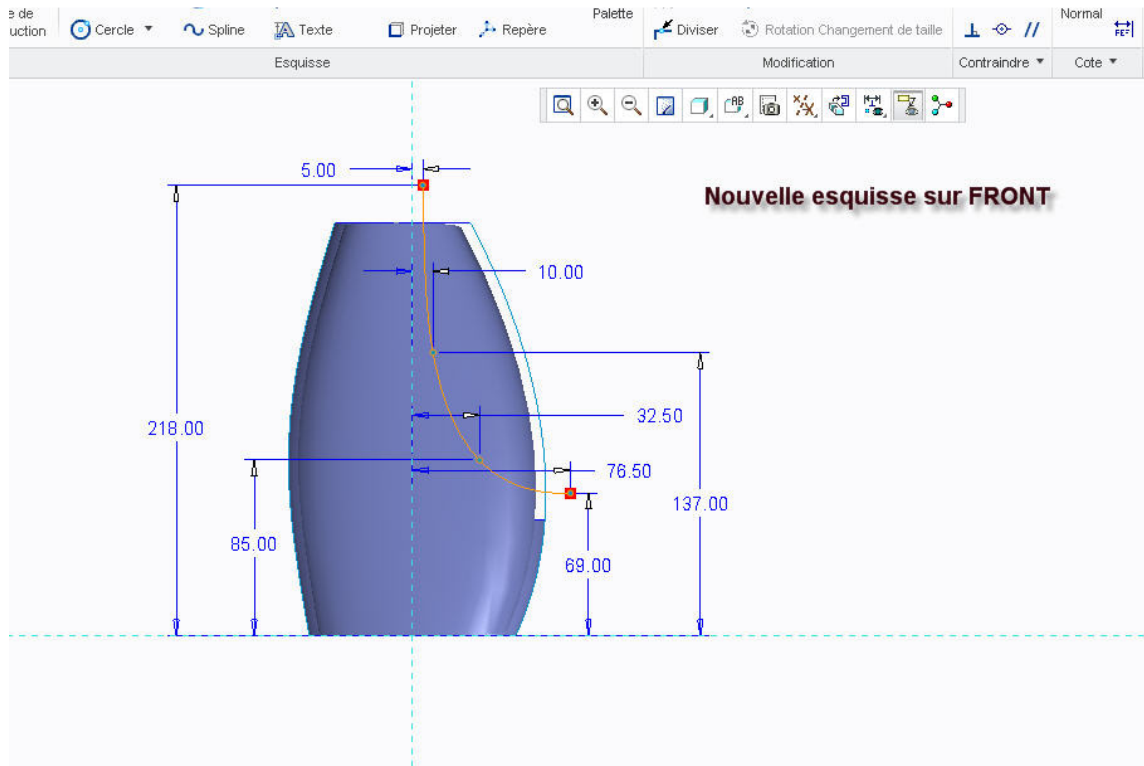 e de
uction
Cercle
Spline
Texte
Projeter
Repère
Palette
Diviser
Rotation Changement de taille
Normal
Esquisse
Modification
Contraindre
Cote
5.00
Nouvelle esquisse sur FRONT
10.00
32.50
218.00
76.50
137.00
85.00
69.00